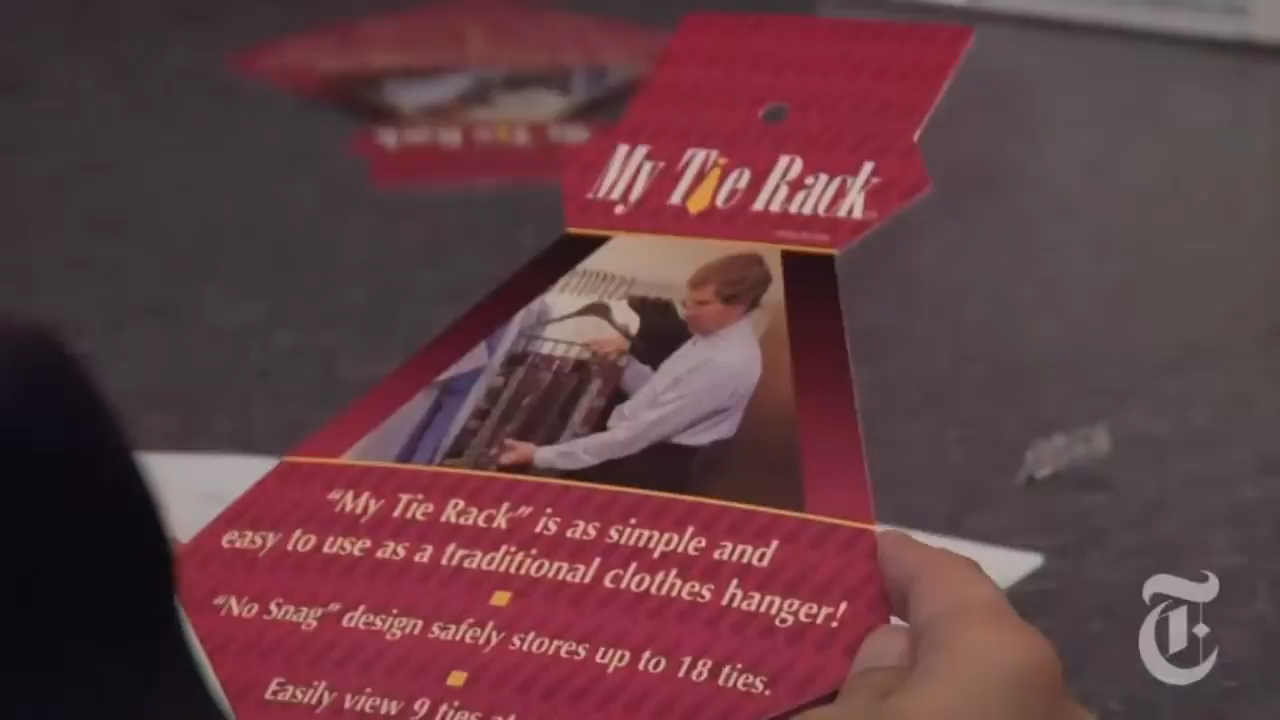 My Tie Rack
"My Tie Rack" is as simple and
easy to use as a traditional clothes hanger!
"No Snag" design safely stores up to 18 ties.
Easily view 9 ties at
T